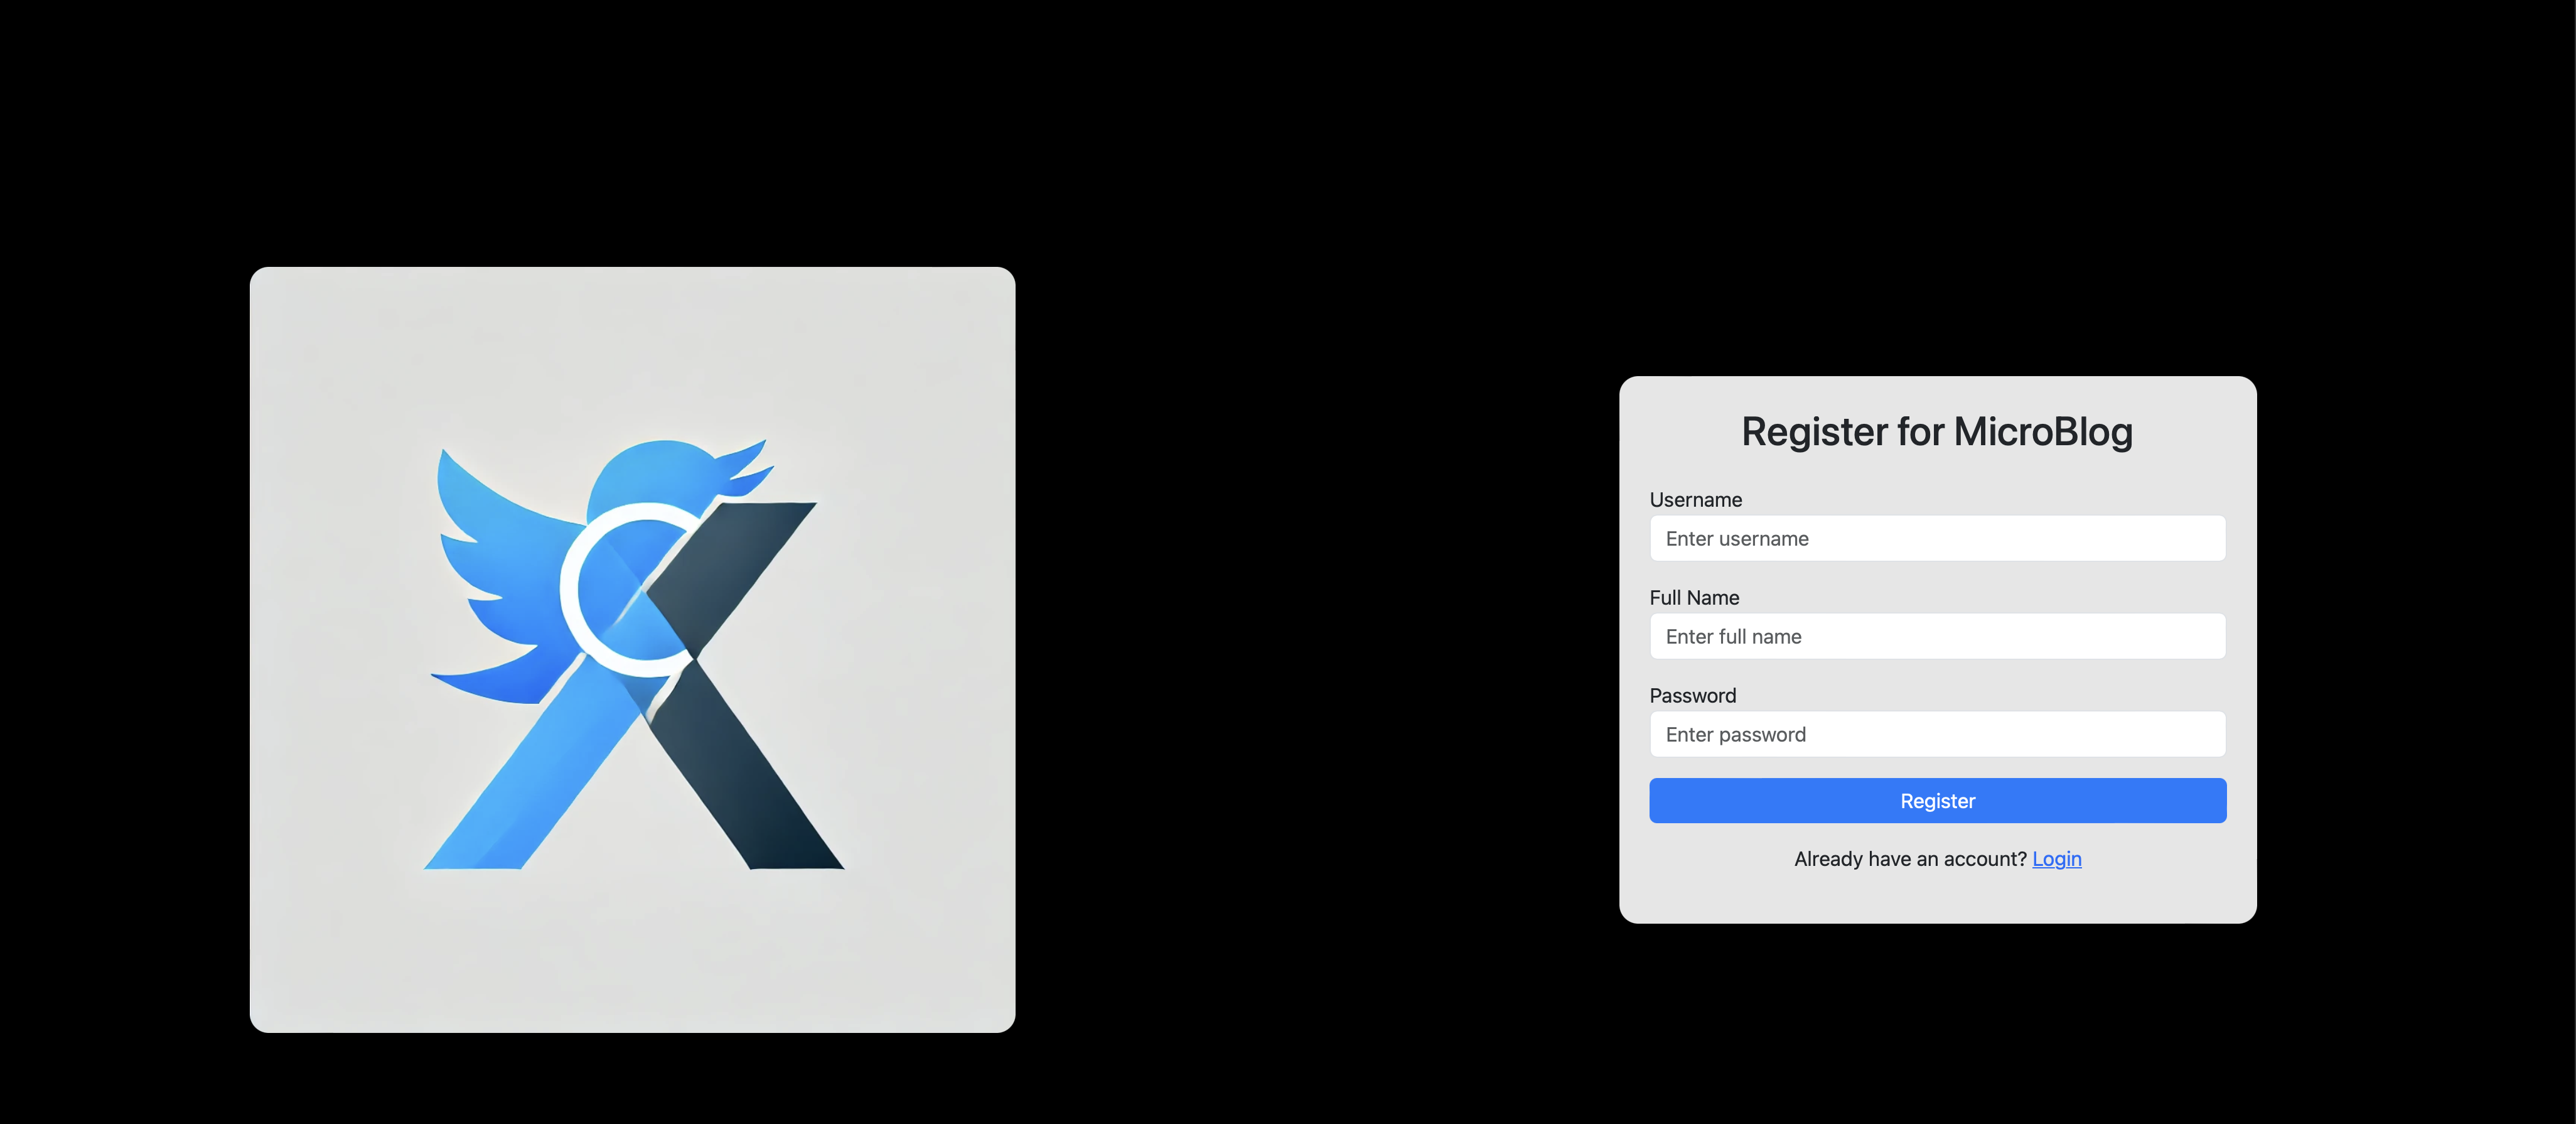 Register for MicroBlog
Username
Enter username
Full Name
Enter full name
Password
Enter password
Register
Already have an account? Login